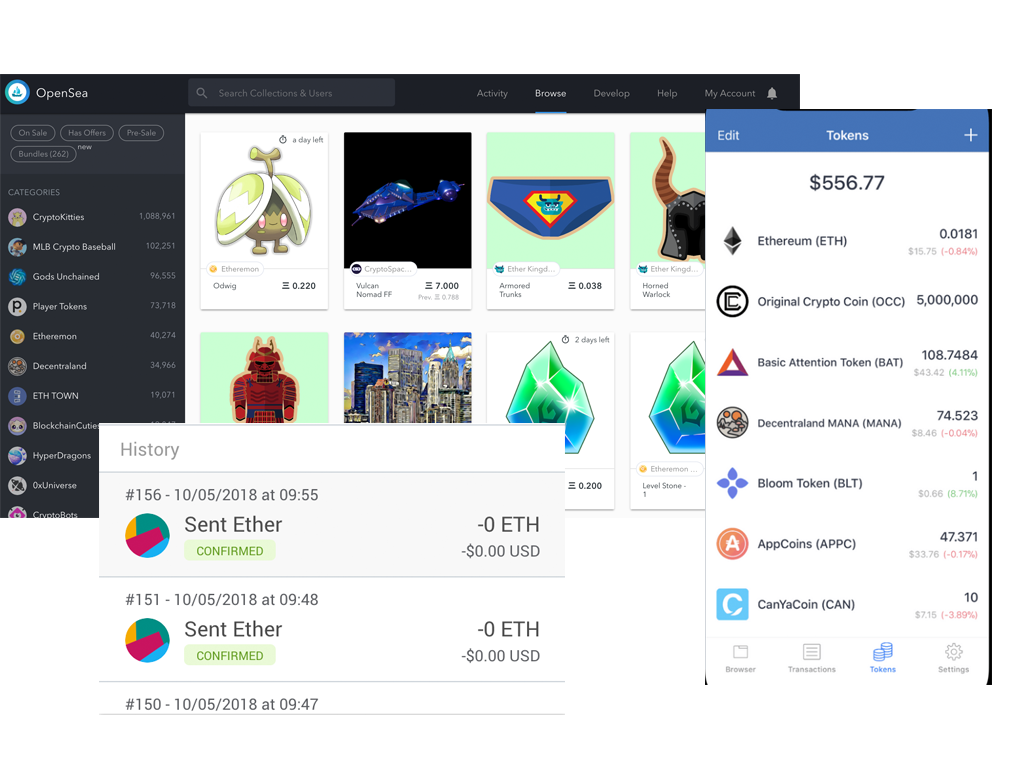 OpenSea
Search Collections & Users
Activity
Browse
Develop
Help
My Account
On Sale
Has Offers
Pre-Sale
Bundles (262)
new
CATEGORIES
CryptoKitties 1,088,961
MLB Crypto Baseball 102,251
Gods Unchained 96,555
Player Tokens 73,718
Etheremon 40,274
Decentraland 34,966
ETH TOWN 19,071
BlockchainCuties
HyperDragons
0xUniverse
CryptoBots
a day left
Etheremon
Odwig
Ξ 0.220
CryptoSpac...
Vulcan
Nomad FF
Ξ 7.000
Prev. Ξ 0.788
Ether Kingd...
Armored
Trunks
Ξ 0.038
Ether Kingd...
Horned
Warlock
2 days left
Ξ 0.200
Etheremon ...
Level Stone -
1
History
#156 - 10/05/2018 at 09:55
Sent Ether -0 ETH
CONFIRMED -$0.00 USD
#151 - 10/05/2018 at 09:48
Sent Ether -0 ETH
CONFIRMED -$0.00 USD
#150 - 10/05/2018 at 09:47
Edit
Tokens
+
$556.77
Ethereum (ETH) 0.0181
$15.75 (-0.84%)
Original Crypto Coin (OCC) 5,000,000
Basic Attention Token (BAT) 108.7484
$43.42 (4.11%)
Decentraland MANA (MANA) 74.523
$8.46 (-0.04%)
Bloom Token (BLT) 1
$0.66 (8.71%)
AppCoins (APPC) 47.371
$33.76 (-0.17%)
CanYaCoin (CAN) 10
$7.15 (-3.89%)
Browser
Transactions
Tokens
Settings